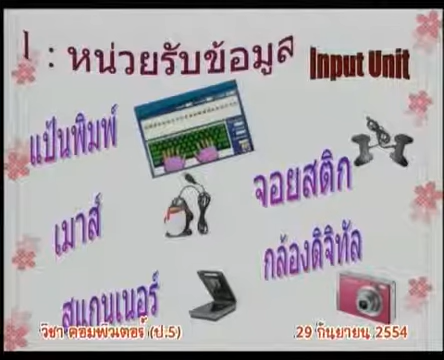 1 : หน่วยรับข้อมูล
Input Unit
แป้นพิมพ์
จอยสติก
เมาส์
กล้องดิจิทัล
สแกนเนอร์
วิชา คอมพิวเตอร์ (ป.5)
29 กันยายน 2554